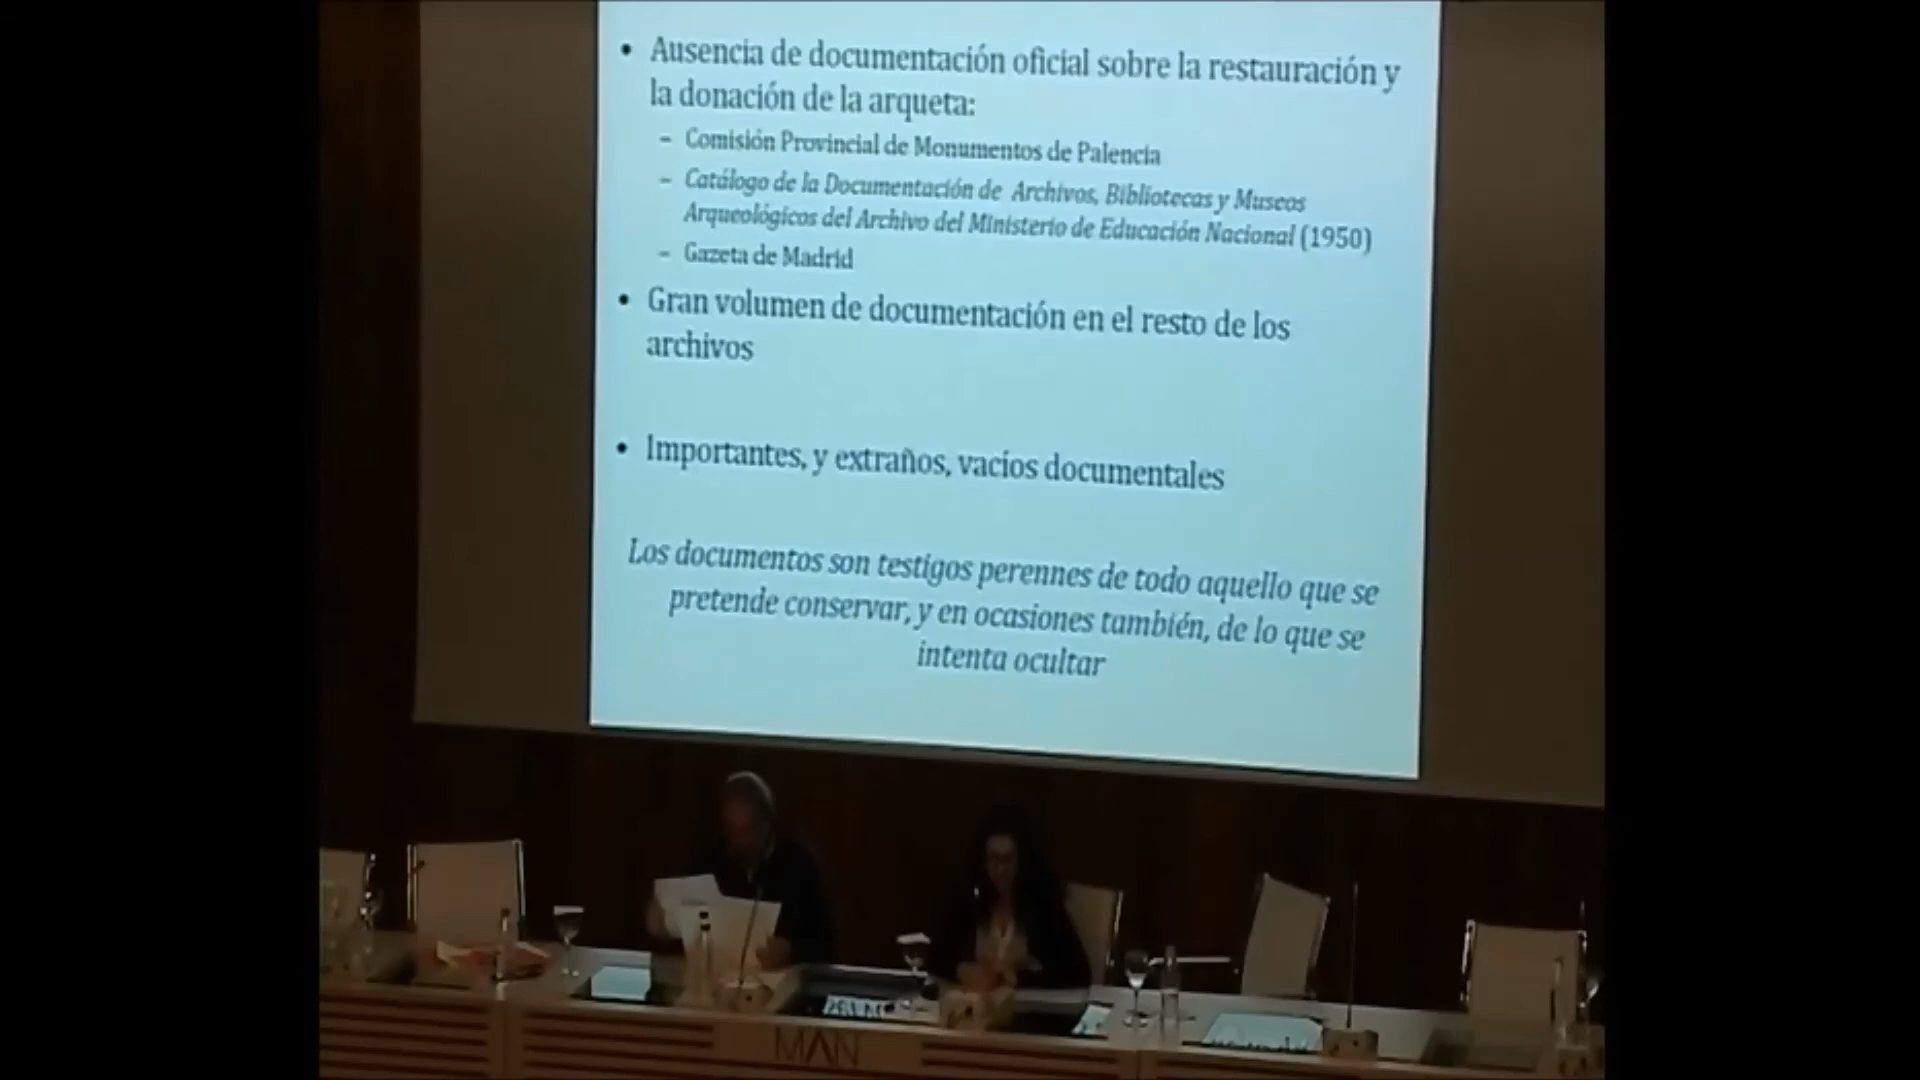 • Ausencia de documentación oficial sobre la restauración y
la donación de la arqueta:
– Comisión Provincial de Monumentos de Palencia
– Catálogo de la Documentación de Archivos, Bibliotecas y Museos
Arqueológicos del Archivo del Ministerio de Educación Nacional (1950)
– Gazeta de Madrid
• Gran volumen de documentación en el resto de los
archivos
• Importantes, y extraños, vacíos documentales
Los documentos son testigos perennes de todo aquello que se
pretende conservar, y en ocasiones también, de lo que se
intenta ocultar
MAN